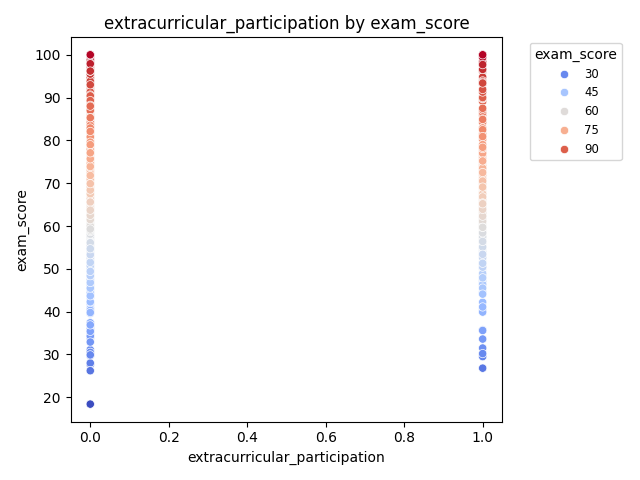 extracurricular_participation by exam_score
exam_score
100
90
80
70
60
50
40
30
20
0.0 0.2 0.4 0.6 0.8 1.0
extracurricular_participation
exam_score
30
45
60
75
90